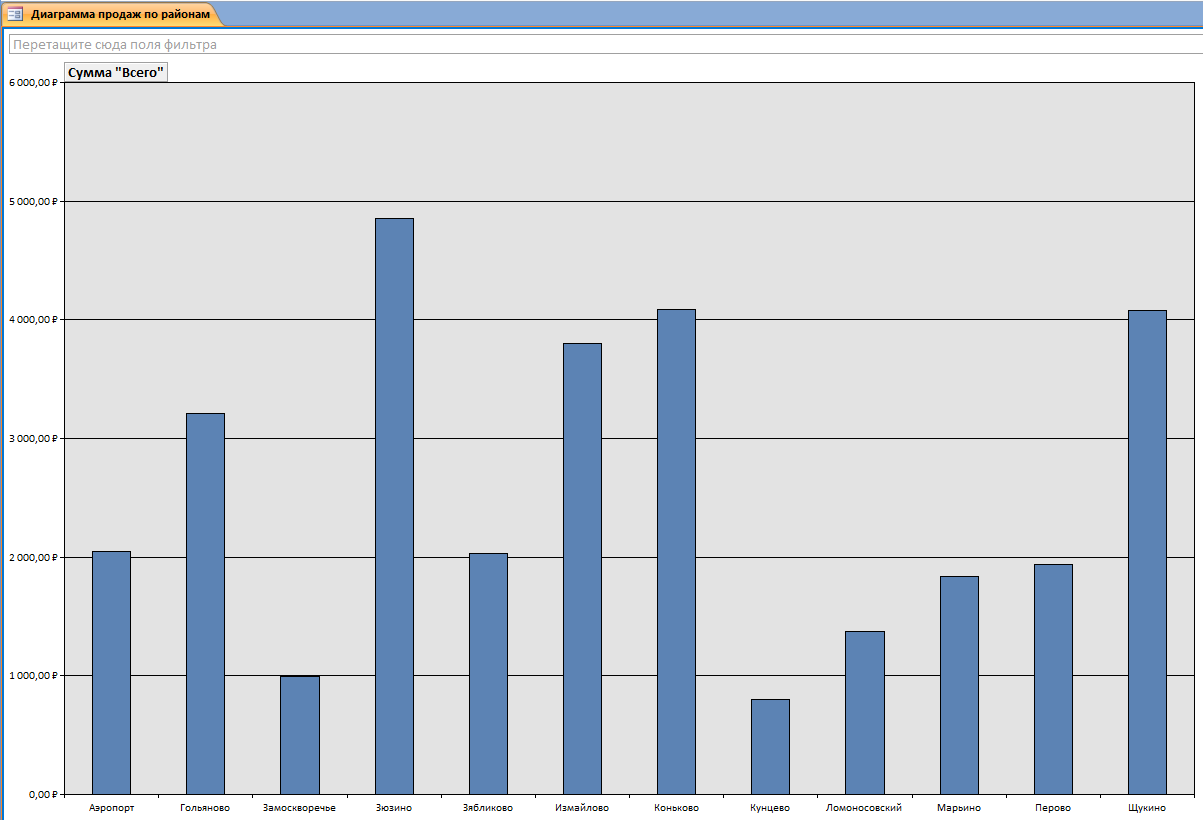 Диаграмма продаж по районам
Перетащите сюда поля фильтра
Сумма "Всего"
6 000,00 ₽
5 000,00 ₽
4 000,00 ₽
3 000,00 ₽
2 000,00 ₽
1 000,00 ₽
0,00 ₽
Аэропорт Гольяново Замоскворечье Зюзино Зябликово Измайлово Коньково Кунцево Ломоносовский Марьино Перово Щукино